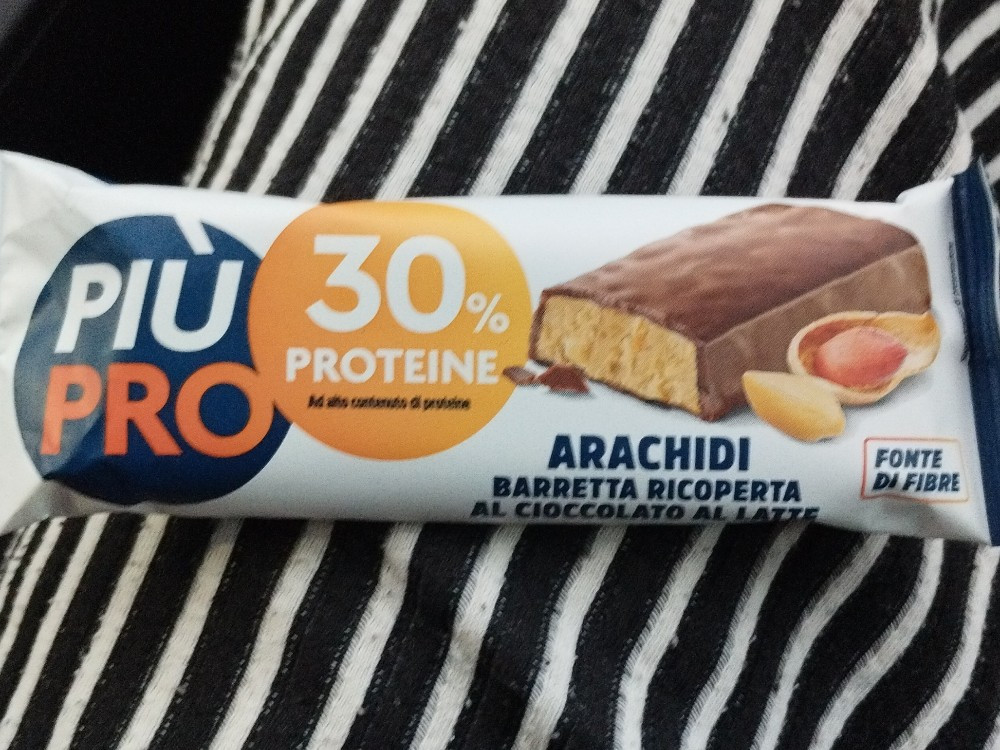 PIÙ
PRO
30%
PROTEINE
Ad alto contenuto di proteine
ARACHIDI
BARRETTA RICOPERTA
AL CIOCCOLATO AL LATTE
FONTE
DI FIBRE